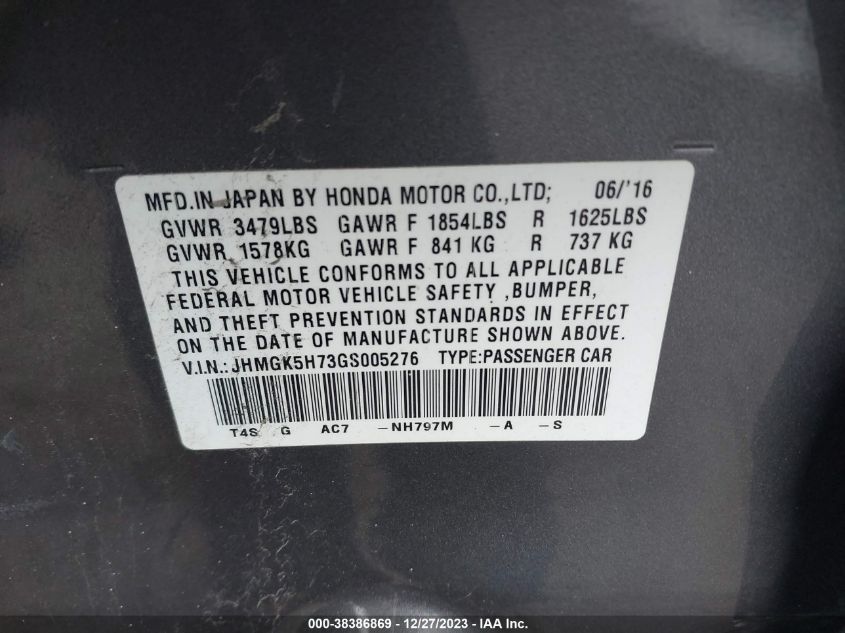 MFD.IN JAPAN BY HONDA MOTOR CO.,LTD; 06/'16
GVWR 3479LBS GAWR F 1854LBS R 1625LBS
GVWR 1578KG GAWR F 841 KG R 737 KG
THIS VEHICLE CONFORMS TO ALL APPLICABLE
FEDERAL MOTOR VEHICLE SAFETY ,BUMPER,
AND THEFT PREVENTION STANDARDS IN EFFECT
ON THE DATE OF MANUFACTURE SHOWN ABOVE.
V.I.N.:JHMGK5H73GS005276 TYPE:PASSENGER CAR
T4S G AC7 -NH797M -A -S
000-38386869 - 12/27/2023 - IAA Inc.